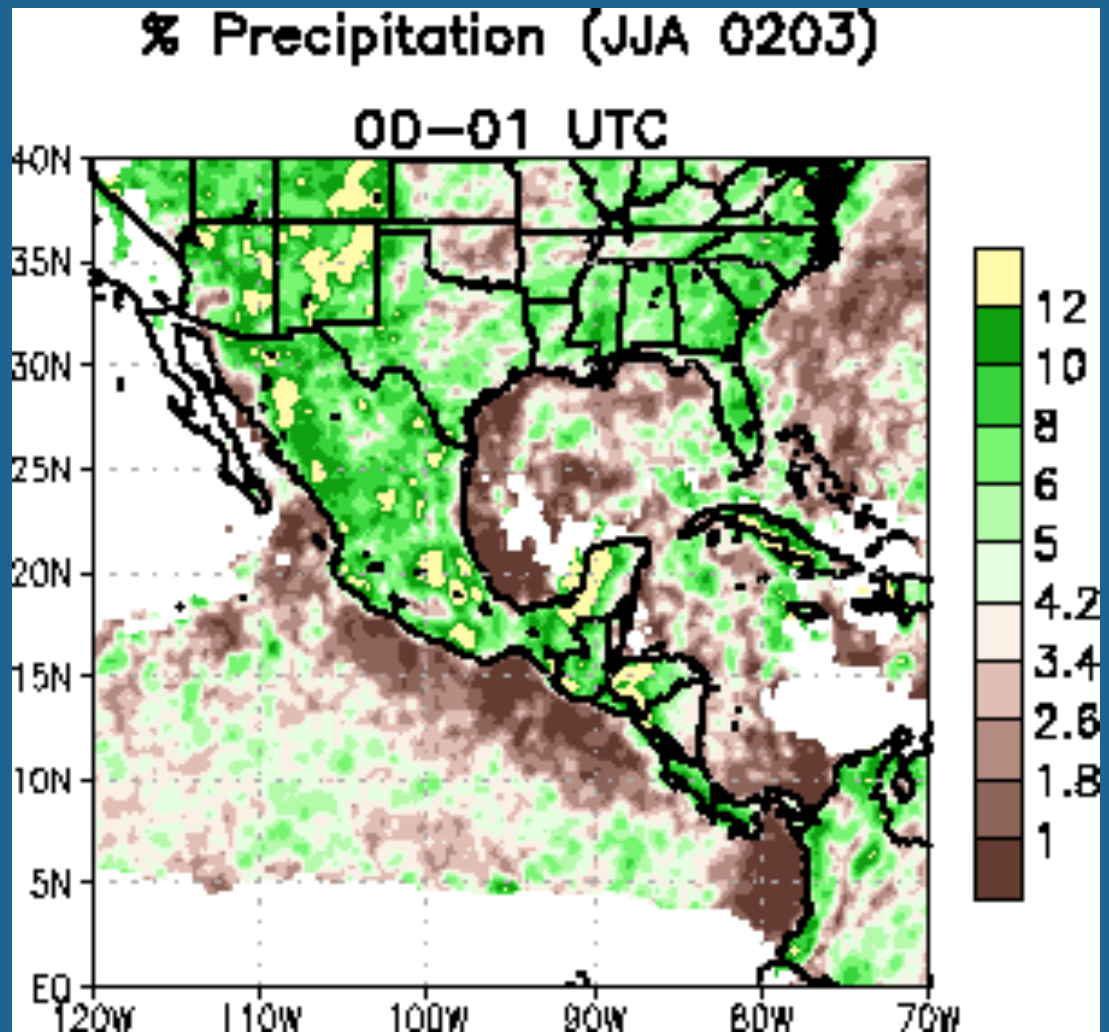 % Precipitation (JJA 0203)
00-01 UTC
40N
35N
30N
25N
20N
15N
10N
5N
EQ
120W 110W 100W 90W 80W 70W
12
10
8
6
5
4.2
3.4
2.6
1.8
1